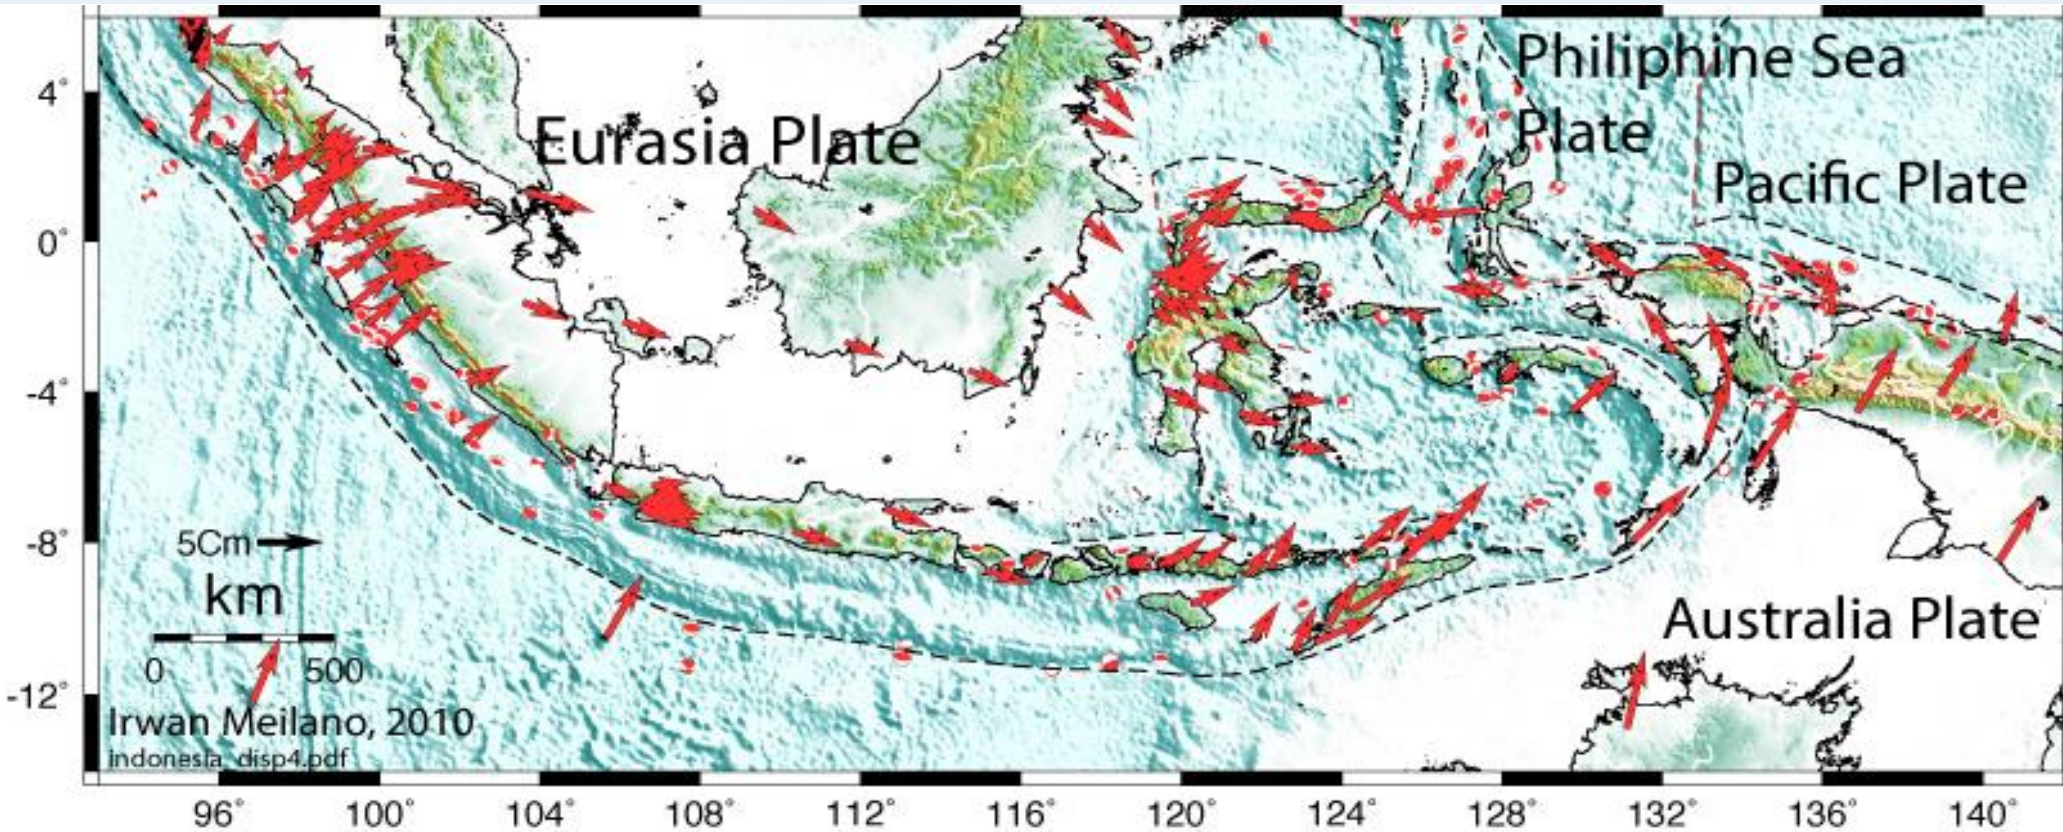 Philiphine Sea
Plate
Eurasia Plate
Pacific Plate
Australia Plate
4°
0°
-4°
-8°
-12°
5Cm
km
0 500
Irwan Meilano, 2010
indonesia_disp4.pdf
96° 100° 104° 108° 112° 116° 120° 124° 128° 132° 136° 140°